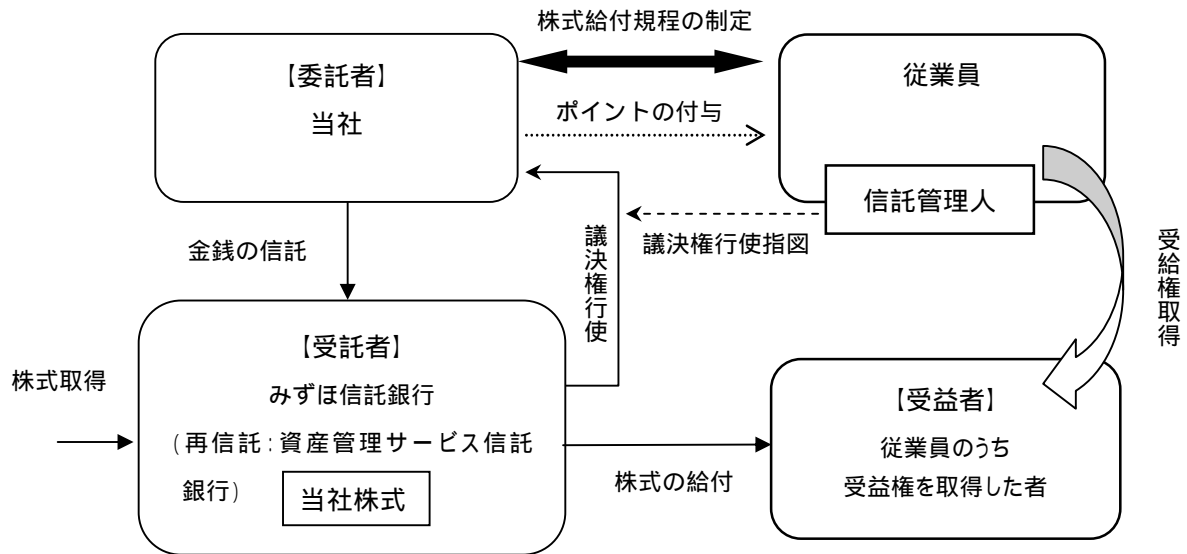 株式給付規程の制定
【委託者】
当社
従業員
ポイントの付与
信託管理人
議決権行使指図
金銭の信託
議決権行使
受給権取得
【受託者】
みずほ信託銀行
(再信託:資産管理サービス信託
銀行)
当社株式
株式取得
株式の給付
【受益者】
従業員のうち
受益権を取得した者